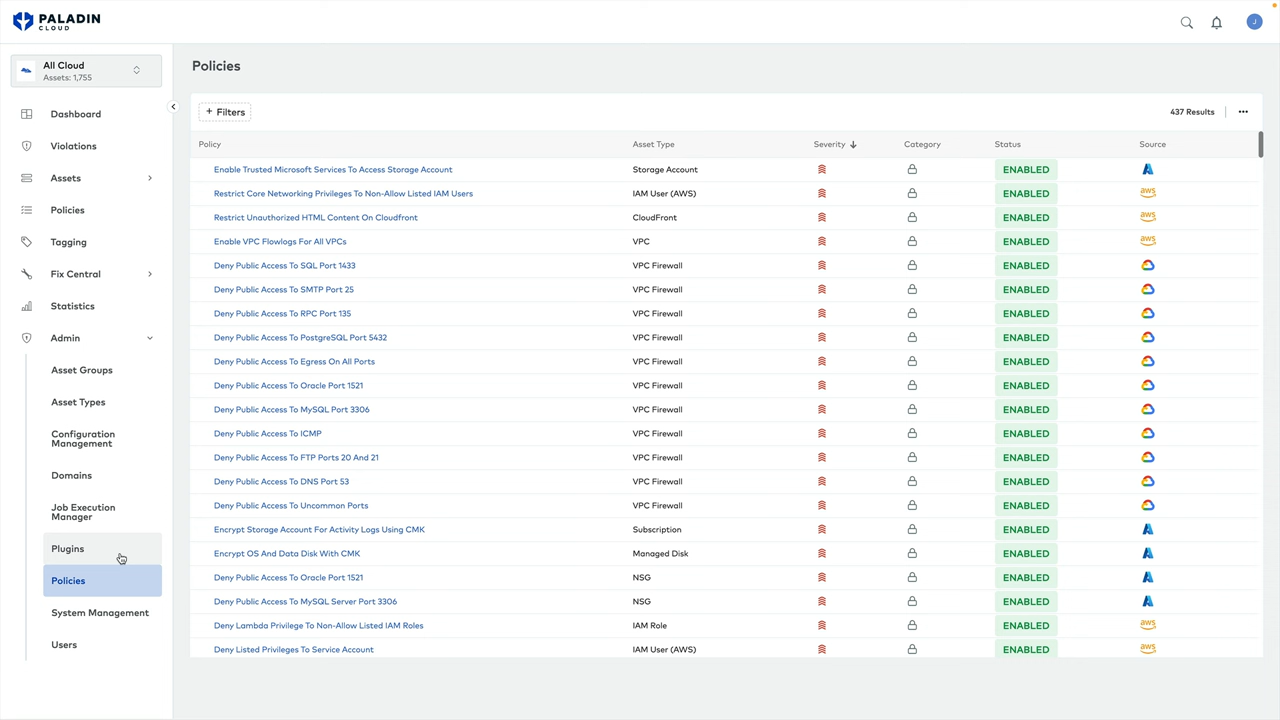 PALADIN
CLOUD
J
All Cloud
Assets: 1,755
Dashboard
Violations
Assets
Policies
Tagging
Fix Central
Statistics
Admin
Asset Groups
Asset Types
Configuration
Management
Domains
Job Execution
Manager
Plugins
Policies
System Management
Users
Policies
+ Filters
437 Results
Policy Asset Type Severity Category Status Source
Enable Trusted Microsoft Services To Access Storage Account Storage Account ENABLED
Restrict Core Networking Privileges To Non-Allow Listed IAM Users IAM User (AWS) ENABLED aws
Restrict Unauthorized HTML Content On Cloudfront CloudFront ENABLED aws
Enable VPC Flowlogs For All VPCs VPC ENABLED aws
Deny Public Access To SQL Port 1433 VPC Firewall ENABLED
Deny Public Access To SMTP Port 25 VPC Firewall ENABLED
Deny Public Access To RPC Port 135 VPC Firewall ENABLED
Deny Public Access To PostgreSQL Port 5432 VPC Firewall ENABLED
Deny Public Access To Egress On All Ports VPC Firewall ENABLED
Deny Public Access To Oracle Port 1521 VPC Firewall ENABLED
Deny Public Access To MySQL Port 3306 VPC Firewall ENABLED
Deny Public Access To ICMP VPC Firewall ENABLED
Deny Public Access To FTP Ports 20 And 21 VPC Firewall ENABLED
Deny Public Access To DNS Port 53 VPC Firewall ENABLED
Deny Public Access To Uncommon Ports VPC Firewall ENABLED
Encrypt Storage Account For Activity Logs Using CMK Subscription ENABLED
Encrypt OS And Data Disk With CMK Managed Disk ENABLED
Deny Public Access To Oracle Port 1521 NSG ENABLED
Deny Public Access To MySQL Server Port 3306 NSG ENABLED
Deny Lambda Privilege To Non-Allow Listed IAM Roles IAM Role ENABLED aws
Deny Listed Privileges To Service Account IAM User (AWS) ENABLED aws